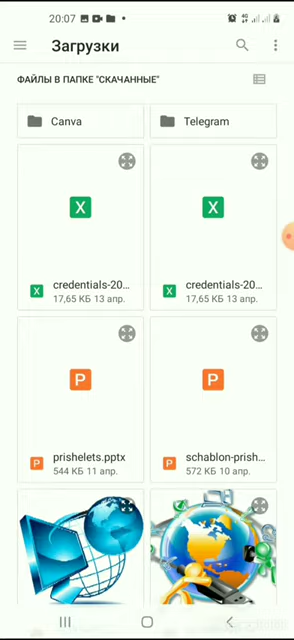 20:07
Загрузки
ФАЙЛЫ В ПАПКЕ "СКАЧАННЫЕ"
Canva
Telegram
X
X
credentials-20...
17,65 КБ 13 апр.
credentials-20...
17,65 КБ 13 апр.
P
P
prishelets.pptx
544 КБ 11 апр.
schablon-prish...
572 КБ 10 апр.